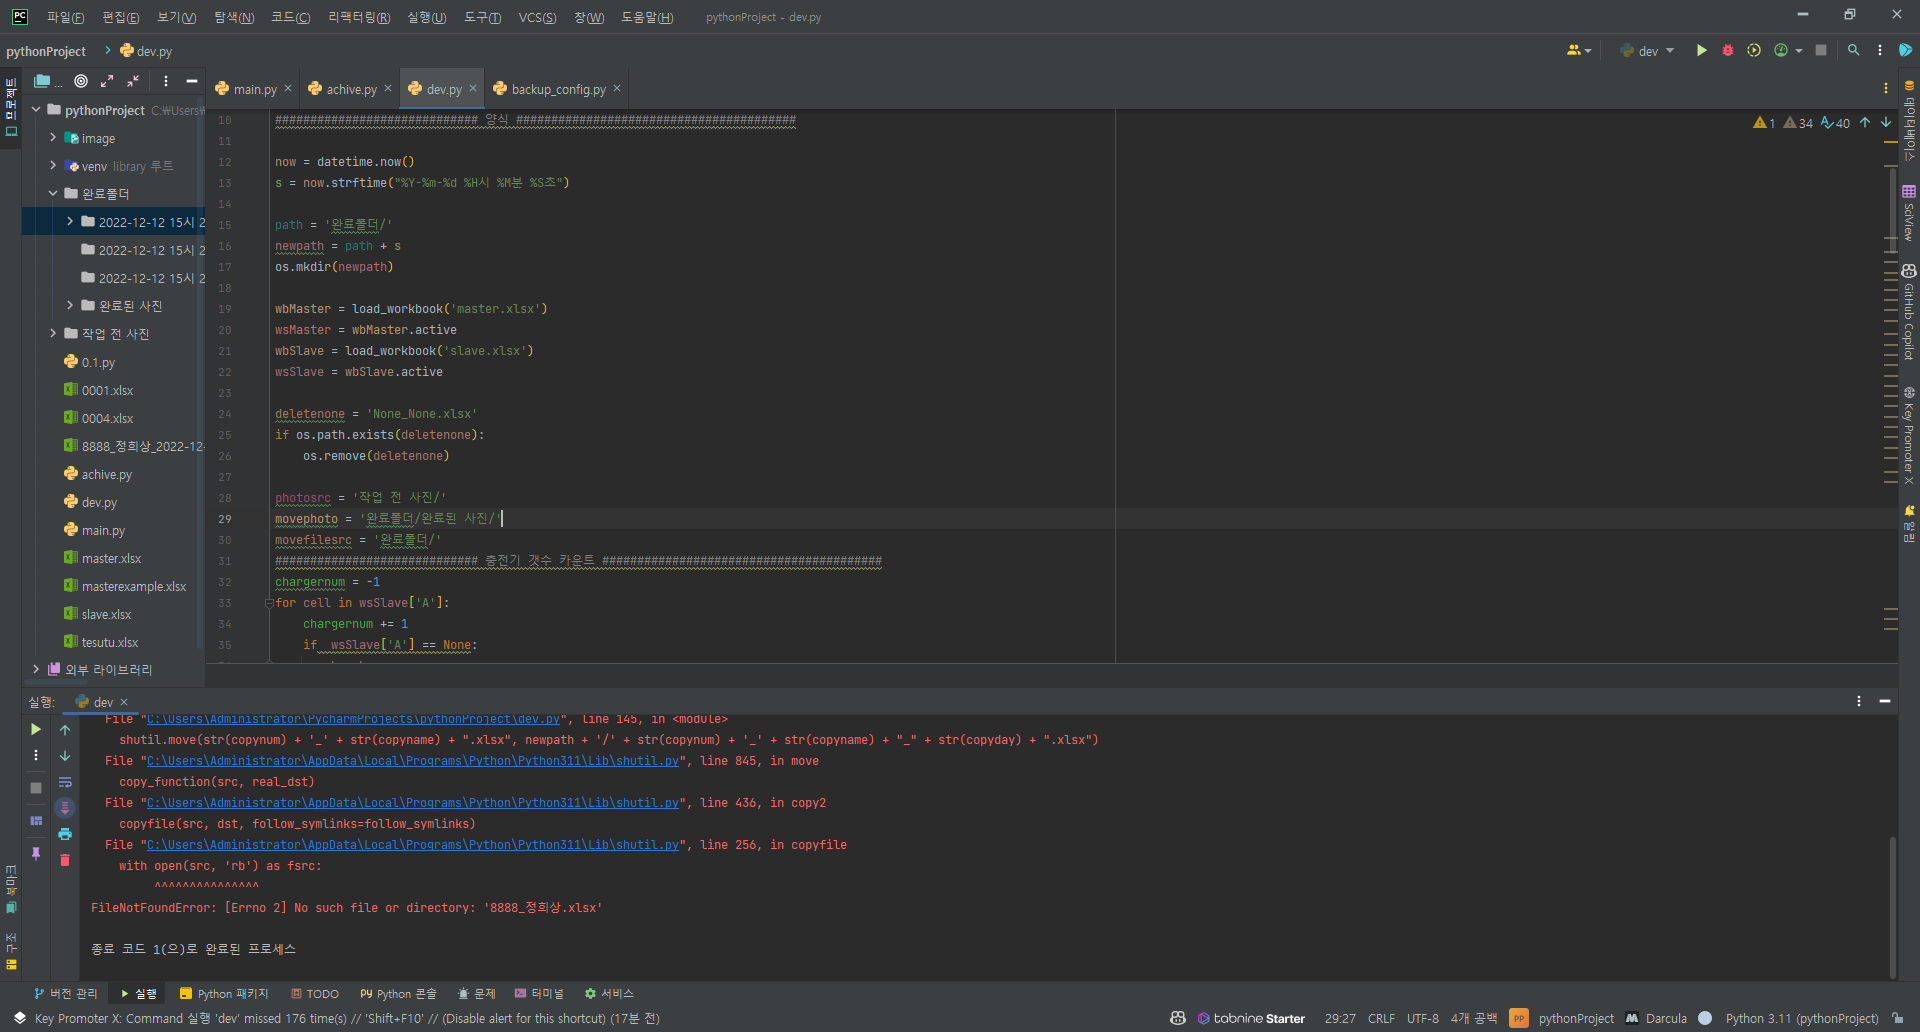 파일(F) 편집(E) 보기(V) 탐색(N) 코드(C) 리팩터링(R) 실행(U) 도구(T) VCS(S) 창(W) 도움말(H) pythonProject - dev.py
pythonProject dev.py
dev
프로젝트
main.py achive.py dev.py backup_config.py
pythonProject C:₩Users₩
image
venv library 루트
완료폴더
2022-12-12 15시 2
2022-12-12 15시 2
2022-12-12 15시 2
완료된 사진
작업 전 사진
0.1.py
0001.xlsx
0004.xlsx
8888_정희상_2022-12-
achive.py
dev.py
main.py
master.xlsx
masterexample.xlsx
slave.xlsx
tesutu.xlsx
외부 라이브러리
1 34 40
10 ############################# 양식 ########################################
11
12 now = datetime.now()
13 s = now.strftime("%Y-%m-%d %H시 %M분 %S초")
14
15 path = '완료폴더/'
16 newpath = path + s
17 os.mkdir(newpath)
18
19 wbMaster = load_workbook('master.xlsx')
20 wsMaster = wbMaster.active
21 wbSlave = load_workbook('slave.xlsx')
22 wsSlave = wbSlave.active
23
24 deletenone = 'None_None.xlsx'
25 if os.path.exists(deletenone):
26 os.remove(deletenone)
27
28 photosrc = '작업 전 사진/'
29 movephoto = '완료폴더/완료된 사진/'
30 movefilesrc = '완료폴더/'
31 ############################# 충전기 갯수 카운트 ########################################
32 chargernum = -1
33 for cell in wsSlave['A']:
34 chargernum += 1
35 if wsSlave['A'] == None:
데이터베이스
SciView
GitHub Copilot
Key Promoter X
알림
실행: dev
File "C:\Users\Administrator\PycharmProjects\pythonProject\dev.py", line 145, in <module>
shutil.move(str(copynum) + '_' + str(copyname) + ".xlsx", newpath + '/' + str(copynum) + '_' + str(copyname) + "_" + str(copyday) + ".xlsx")
File "C:\Users\Administrator\AppData\Local\Programs\Python\Python311\Lib\shutil.py", line 845, in move
copy_function(src, real_dst)
File "C:\Users\Administrator\AppData\Local\Programs\Python\Python311\Lib\shutil.py", line 436, in copy2
copyfile(src, dst, follow_symlinks=follow_symlinks)
File "C:\Users\Administrator\AppData\Local\Programs\Python\Python311\Lib\shutil.py", line 256, in copyfile
with open(src, 'rb') as fsrc:
^^^^^^^^^^^^^^^
FileNotFoundError: [Errno 2] No such file or directory: '8888_정희상.xlsx'
종료 코드 1(으)로 완료된 프로세스
북마크
구조
버전 관리 실행 Python 패키지 TODO Python 콘솔 문제 터미널 서비스
Key Promoter X: Command 실행 'dev' missed 176 time(s) // 'Shift+F10' // (Disable alert for this shortcut) (17분 전)
tabnine Starter 29:27 CRLF UTF-8 4개 공백 PP pythonProject Darcula Python 3.11 (pythonProject)